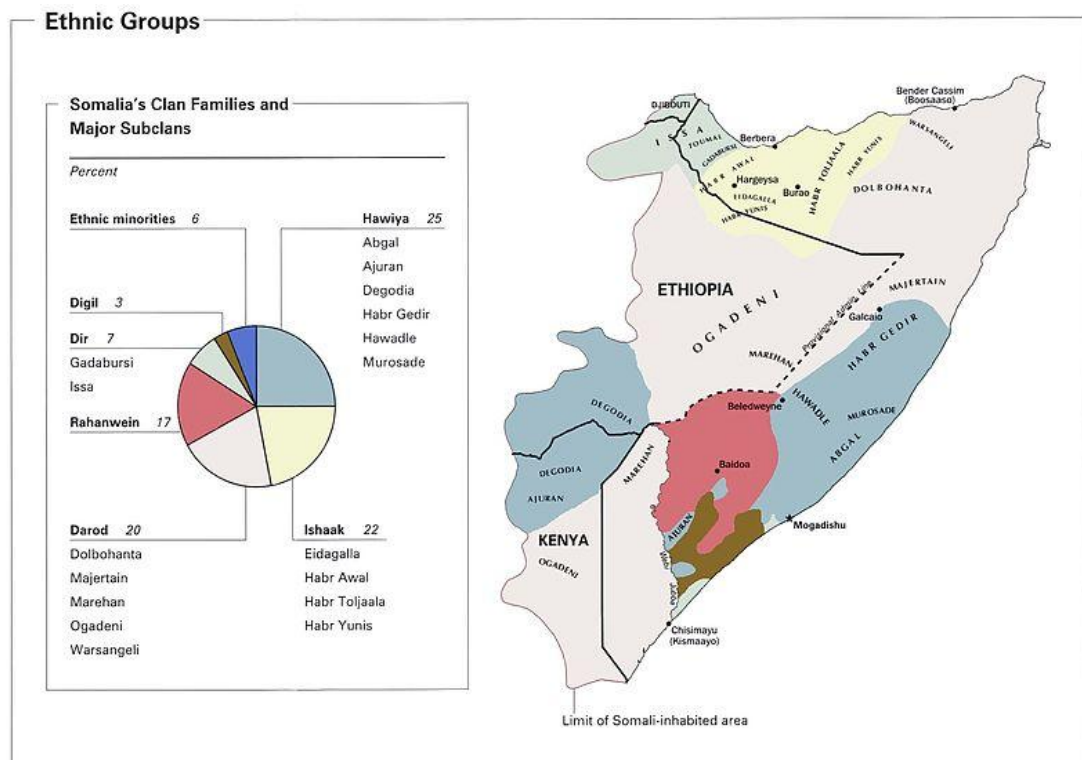 Ethnic Groups
Somalia's Clan Families and
Major Subclans
Percent
Ethnic minorities 6
Hawiya 25
Abgal
Ajuran
Degodia
Habr Gedir
Hawadle
Murosade
Digil 3
Dir 7
Gadabursi
Issa
Rahanwein 17
Darod 20
Dolbohanta
Majertain
Marehan
Ogadeni
Warsangeli
Ishaak 22
Eidagalla
Habr Awal
Habr Toljaala
Habr Yunis
Bender Cassim
(Boosaaso)
DJIBOUTI
ISSA
TOUMAL
GADABURSI
Berbera
WARSANGELI
HABR AWAL
HABR TOLJAALA
HABR YUNIS
Hargeysa
Burao
DOLBOHANTA
EIDAGALLA
HABR YUNIS
ETHIOPIA
OGADENI
Provisional Admin Line
MAJERTAIN
Galcaio
MAREHAN
HABR GEDIR
Beledweyne
HAWADLE
MUROSADE
ABGAL
DEGODIA
MAREHAN
Baidoa
DEGODIA
AJURAN
AJURAN
Mogadishu
KENYA
OGADENI
Webi Jubba
Chisimayu
(Kismaayo)
Limit of Somali-inhabited area